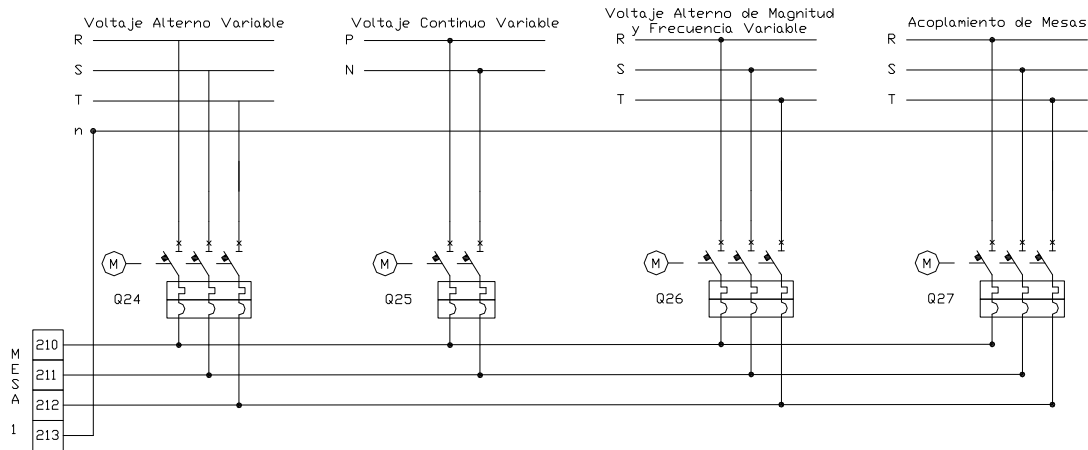 Voltaje Alterno Variable
R
S
T
n
Voltaje Continuo Variable
P
N
Voltaje Alterno de Magnitud
y Frecuencia Variable
R
S
T
Acoplamiento de Mesas
R
S
T
M
Q24
M
Q25
M
Q26
M
Q27
MESA 1
210
211
212
213